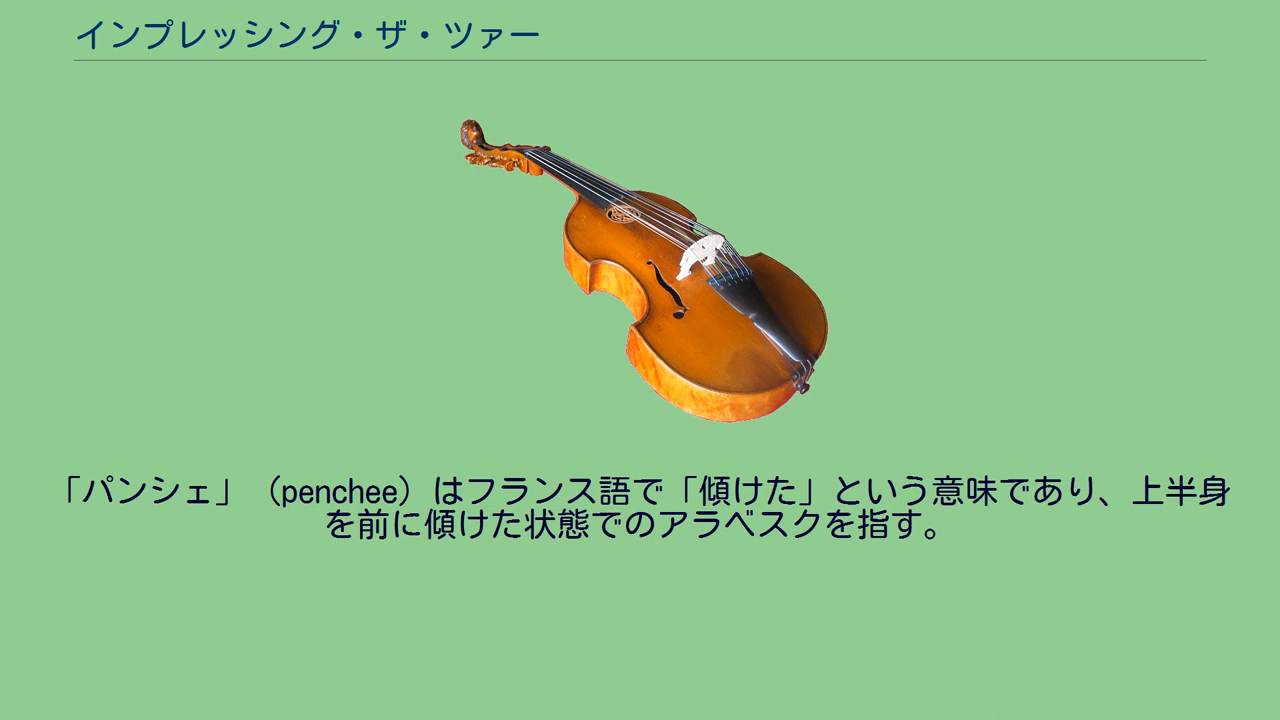 インプレッシング・ザ・ツァー
「パンシェ」（penchee）はフランス語で「傾けた」という意味であり、上半身
を前に傾けた状態でのアラベスクを指す。